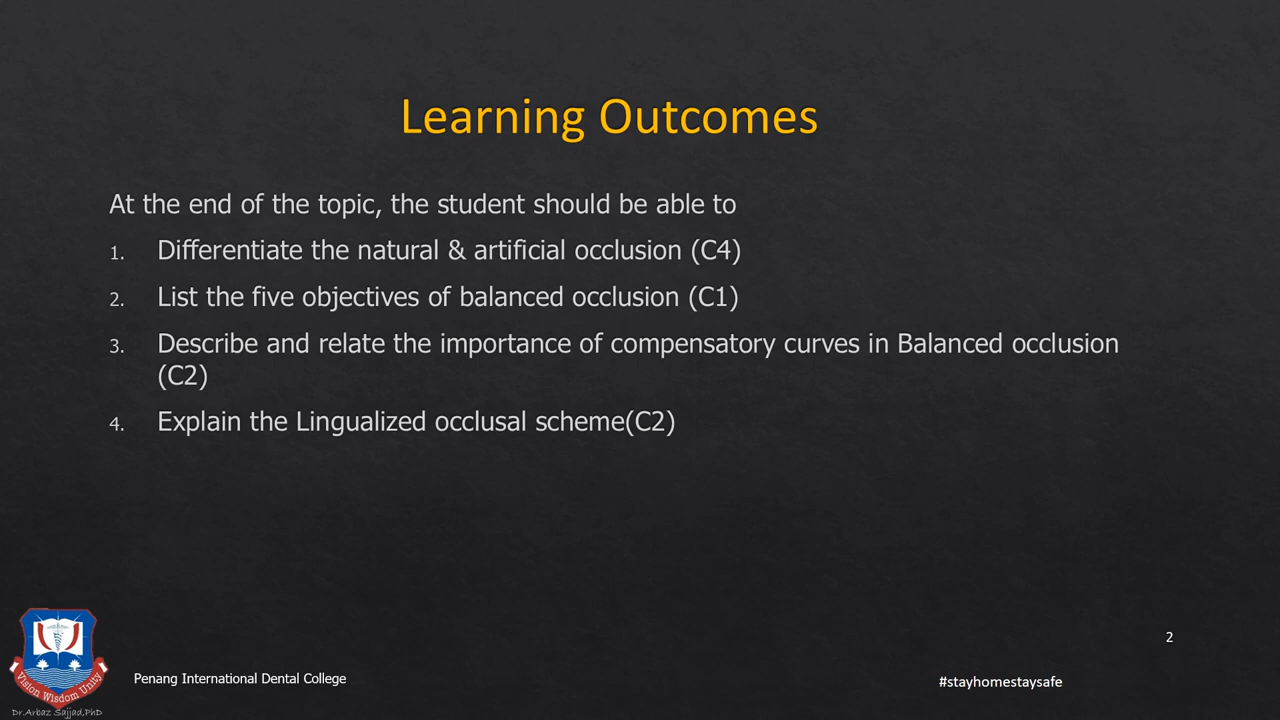 Learning Outcomes
At the end of the topic, the student should be able to
1. Differentiate the natural & artificial occlusion (C4)
2. List the five objectives of balanced occlusion (C1)
3. Describe and relate the importance of compensatory curves in Balanced occlusion
(C2)
4. Explain the Lingualized occlusal scheme(C2)
2
Vision Wisdom Unity
Penang International Dental College
#stayhomestaysafe
Dr.Arbaz Sajjad,PhD